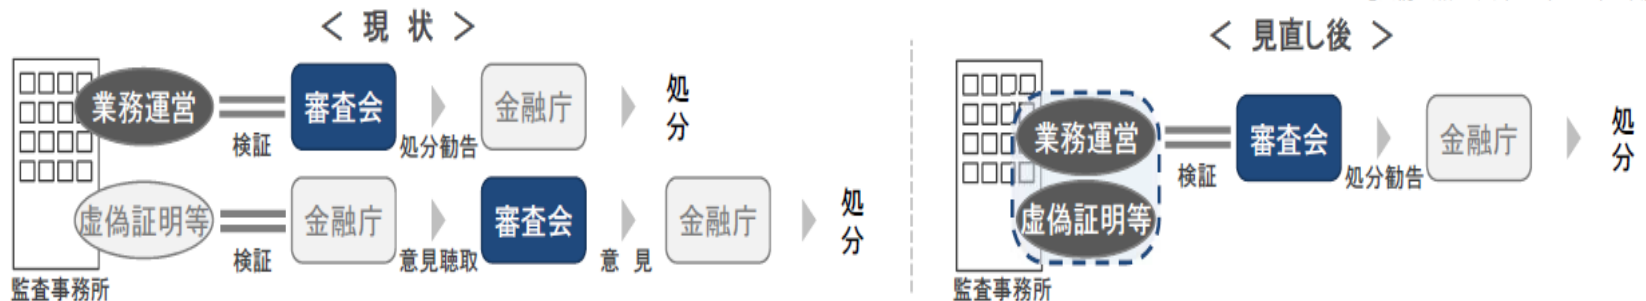 ＜ 現 状 ＞
業務運営
検証
審査会
処分勧告
金融庁
処分
虚偽証明等
検証
金融庁
意見聴取
審査会
意 見
金融庁
処分
監査事務所
＜ 見直し後 ＞
業務運営
虚偽証明等
検証
審査会
処分勧告
金融庁
処分
監査事務所